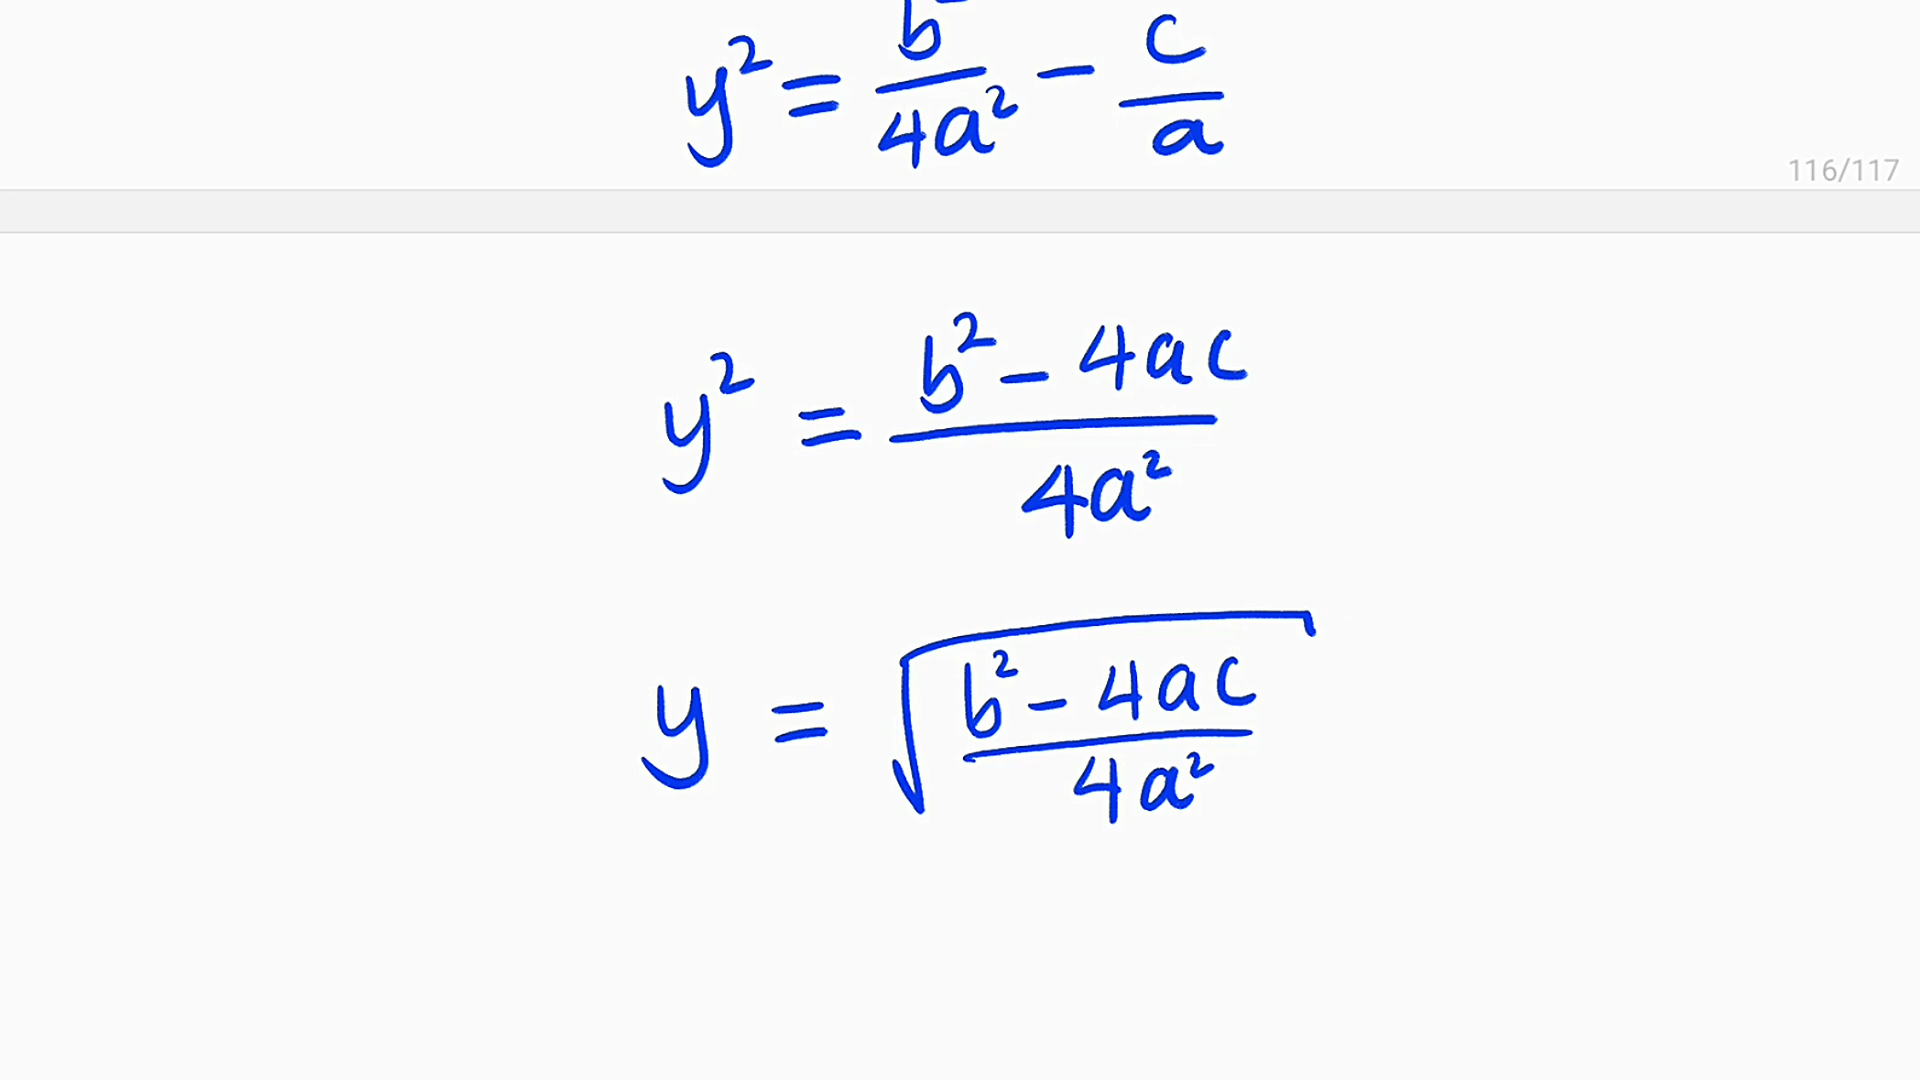 y² = b²/4a² - c/a
116/117
y² = b² - 4ac / 4a²
y = √(b² - 4ac / 4a²)